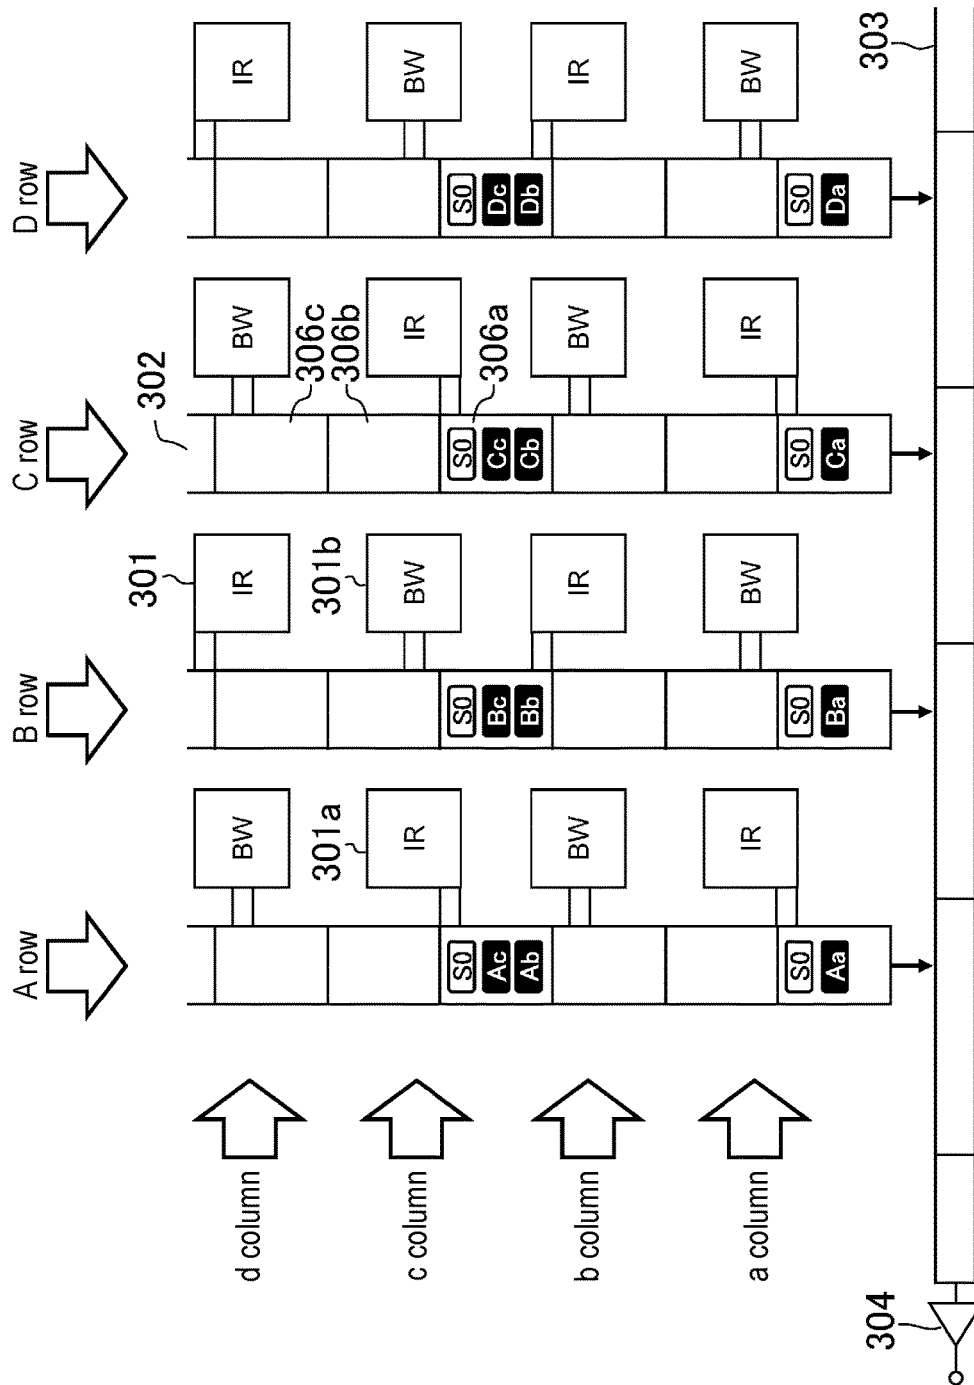 A row B row C row D row
301
302
d column BW IR BW IR
306c
301a 301b 306b
c column IR BW IR BW
S0 S0 S0 S0
306a
Ac Bc Cc Dc
Ab Bb Cb Db
b column BW IR BW IR
a column IR BW IR BW
S0 S0 S0 S0
Aa Ba Ca Da
304 303